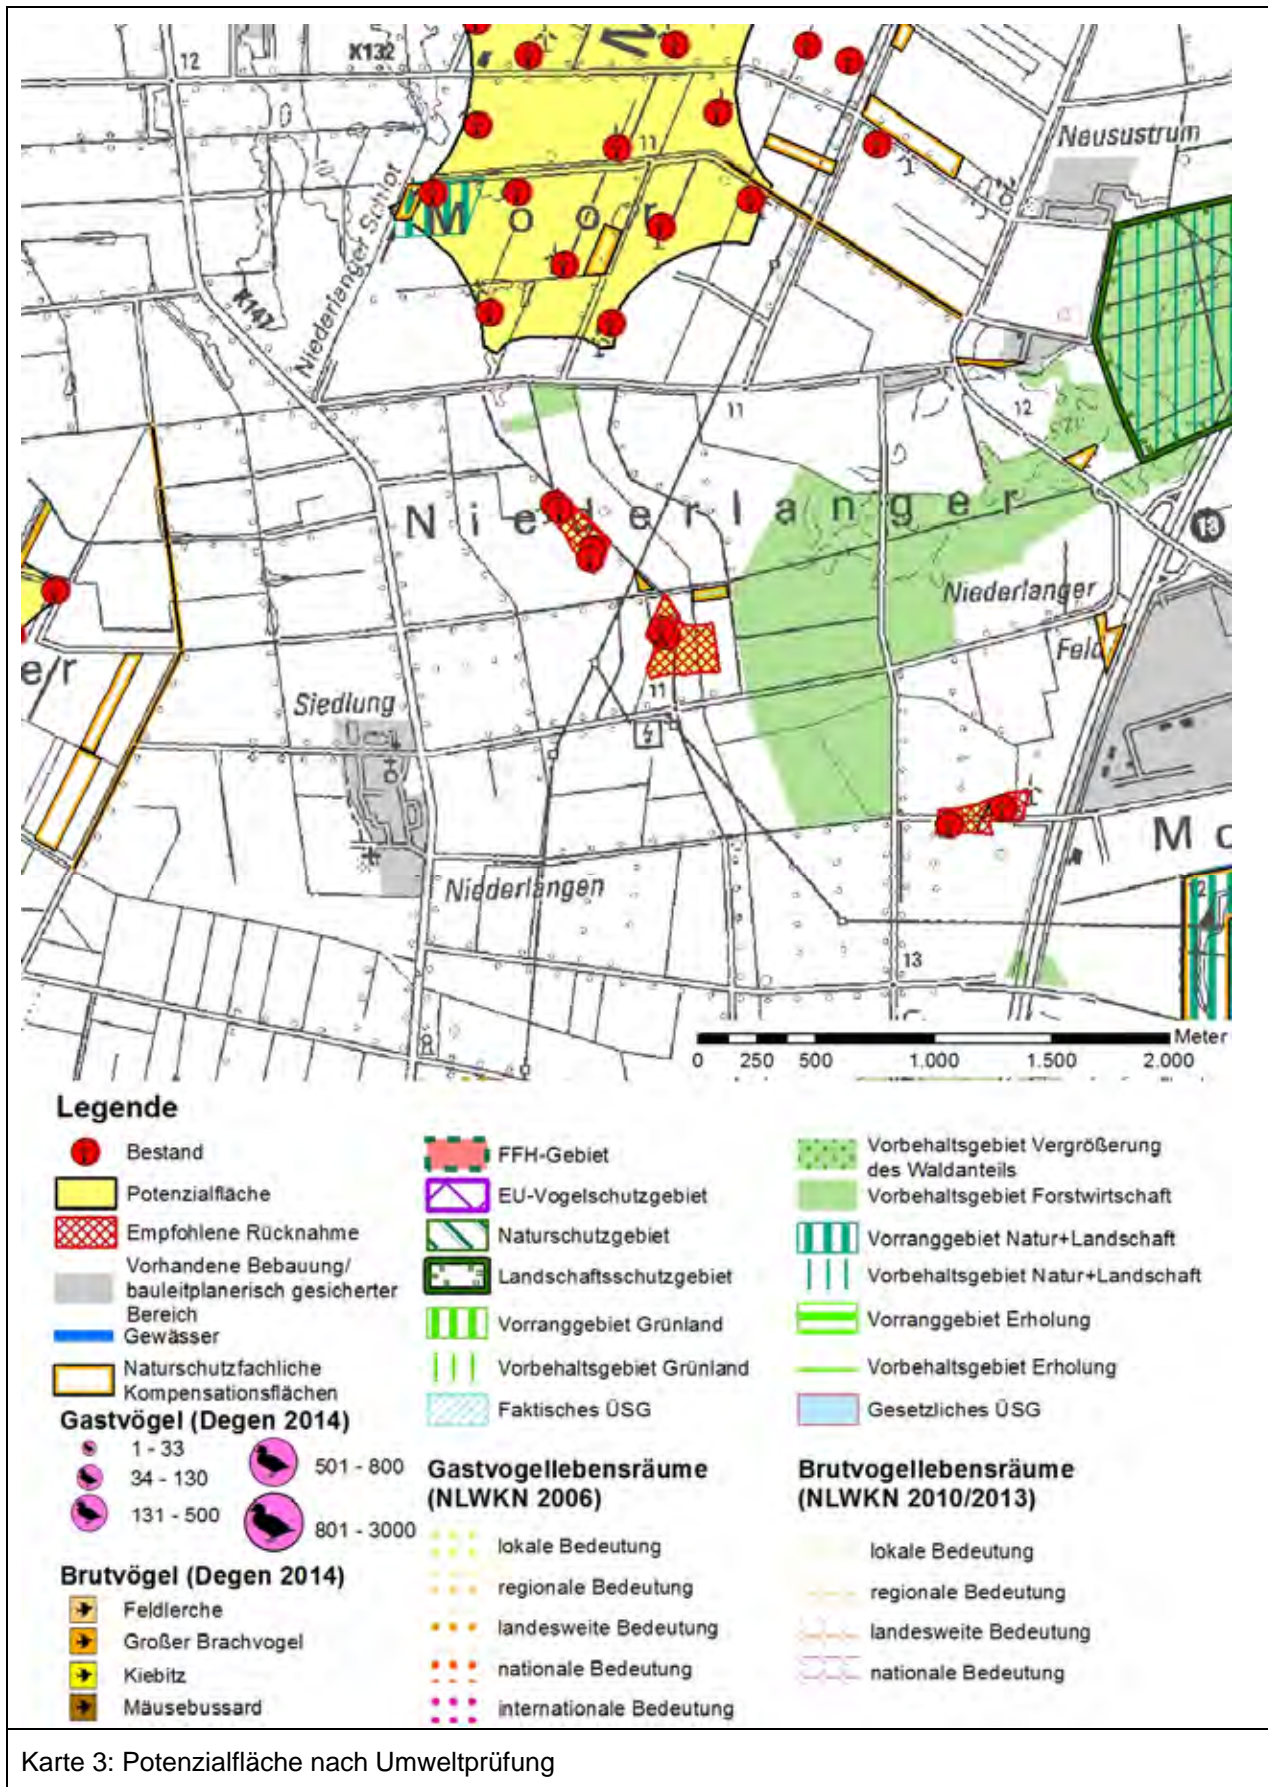 K132
12
M
11
Neusustrum
Moor
Niederlanger Schlot
K147
11
12
Niederlanger
Niederlanger
Feld
e/r
11
Siedlung
Mo
12
Niederlangen
13
Meter
0 250 500 1.000 1.500 2.000
Legende
Bestand
Potenzialfläche
Empfohlene Rücknahme
Vorhandene Bebauung/
bauleitplanerisch gesicherter
Bereich
Gewässer
Naturschutzfachliche
Kompensationsflächen
Gastvögel (Degen 2014)
1 - 33
34 - 130
131 - 500
501 - 800
801 - 3000
Brutvögel (Degen 2014)
Feldlerche
Großer Brachvogel
Kiebitz
Mäusebussard
FFH-Gebiet
EU-Vogelschutzgebiet
Naturschutzgebiet
Landschaftsschutzgebiet
Vorranggebiet Grünland
Vorbehaltsgebiet Grünland
Faktisches ÜSG
Gastvogellebensräume
(NLWKN 2006)
lokale Bedeutung
regionale Bedeutung
landesweite Bedeutung
nationale Bedeutung
internationale Bedeutung
Vorbehaltsgebiet Vergrößerung
des Waldanteils
Vorbehaltsgebiet Forstwirtschaft
Vorranggebiet Natur+Landschaft
Vorbehaltsgebiet Natur+Landschaft
Vorranggebiet Erholung
Vorbehaltsgebiet Erholung
Gesetzliches ÜSG
Brutvogellebensräume
(NLWKN 2010/2013)
lokale Bedeutung
regionale Bedeutung
landesweite Bedeutung
nationale Bedeutung
Karte 3: Potenzialfläche nach Umweltprüfung